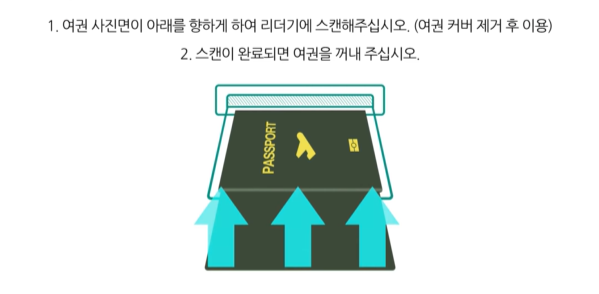 1. 여권 사진면이 아래를 향하게 하여 리더기에 스캔해주십시오. (여권 커버 제거 후 이용)
2. 스캔이 완료되면 여권을 꺼내 주십시오.
PASSPORT